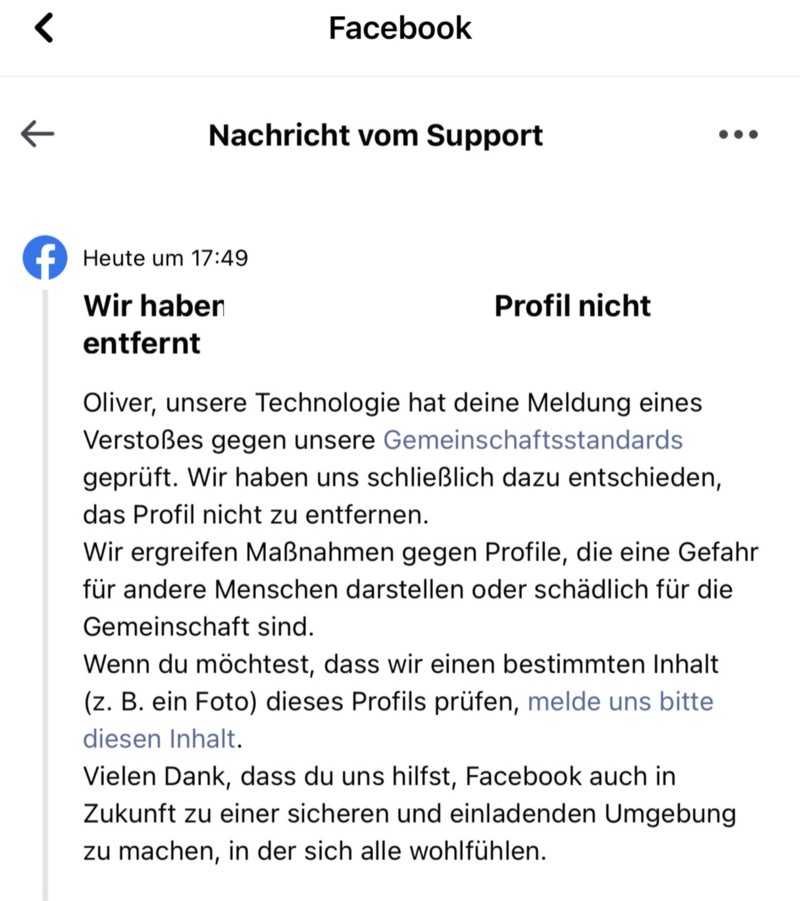 Facebook
Nachricht vom Support
Heute um 17:49
Wir haben Profil nicht
entfernt
Oliver, unsere Technologie hat deine Meldung eines
Verstoßes gegen unsere Gemeinschaftsstandards
geprüft. Wir haben uns schließlich dazu entschieden,
das Profil nicht zu entfernen.
Wir ergreifen Maßnahmen gegen Profile, die eine Gefahr
für andere Menschen darstellen oder schädlich für die
Gemeinschaft sind.
Wenn du möchtest, dass wir einen bestimmten Inhalt
(z. B. ein Foto) dieses Profils prüfen, melde uns bitte
diesen Inhalt.
Vielen Dank, dass du uns hilfst, Facebook auch in
Zukunft zu einer sicheren und einladenden Umgebung
zu machen, in der sich alle wohlfühlen.